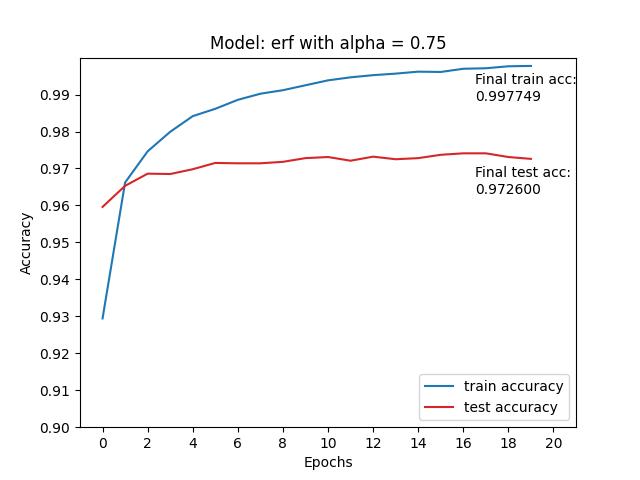 Model: erf with alpha = 0.75
Final train acc:
0.997749
Final test acc:
0.972600
Accuracy
0.99
0.98
0.97
0.96
0.95
0.94
0.93
0.92
0.91
0.90
train accuracy
test accuracy
0 2 4 6 8 10 12 14 16 18 20
Epochs